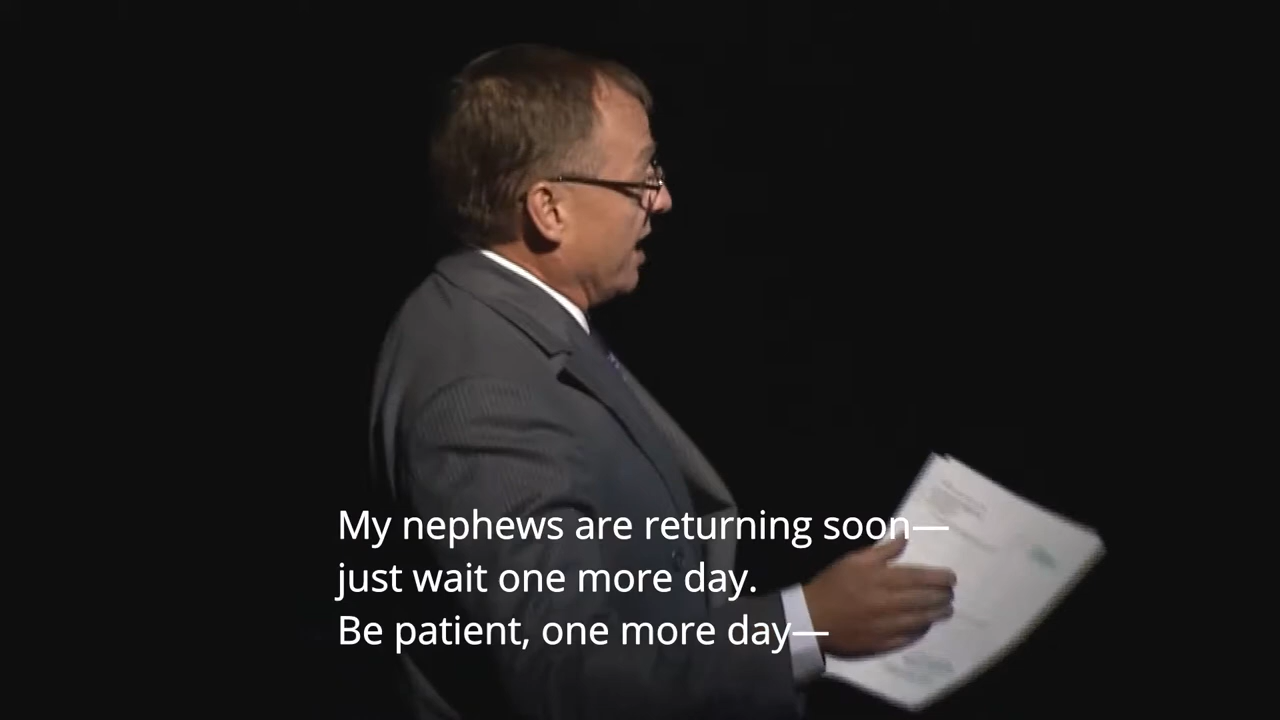 My nephews are returning soon—
just wait one more day.
Be patient, one more day—